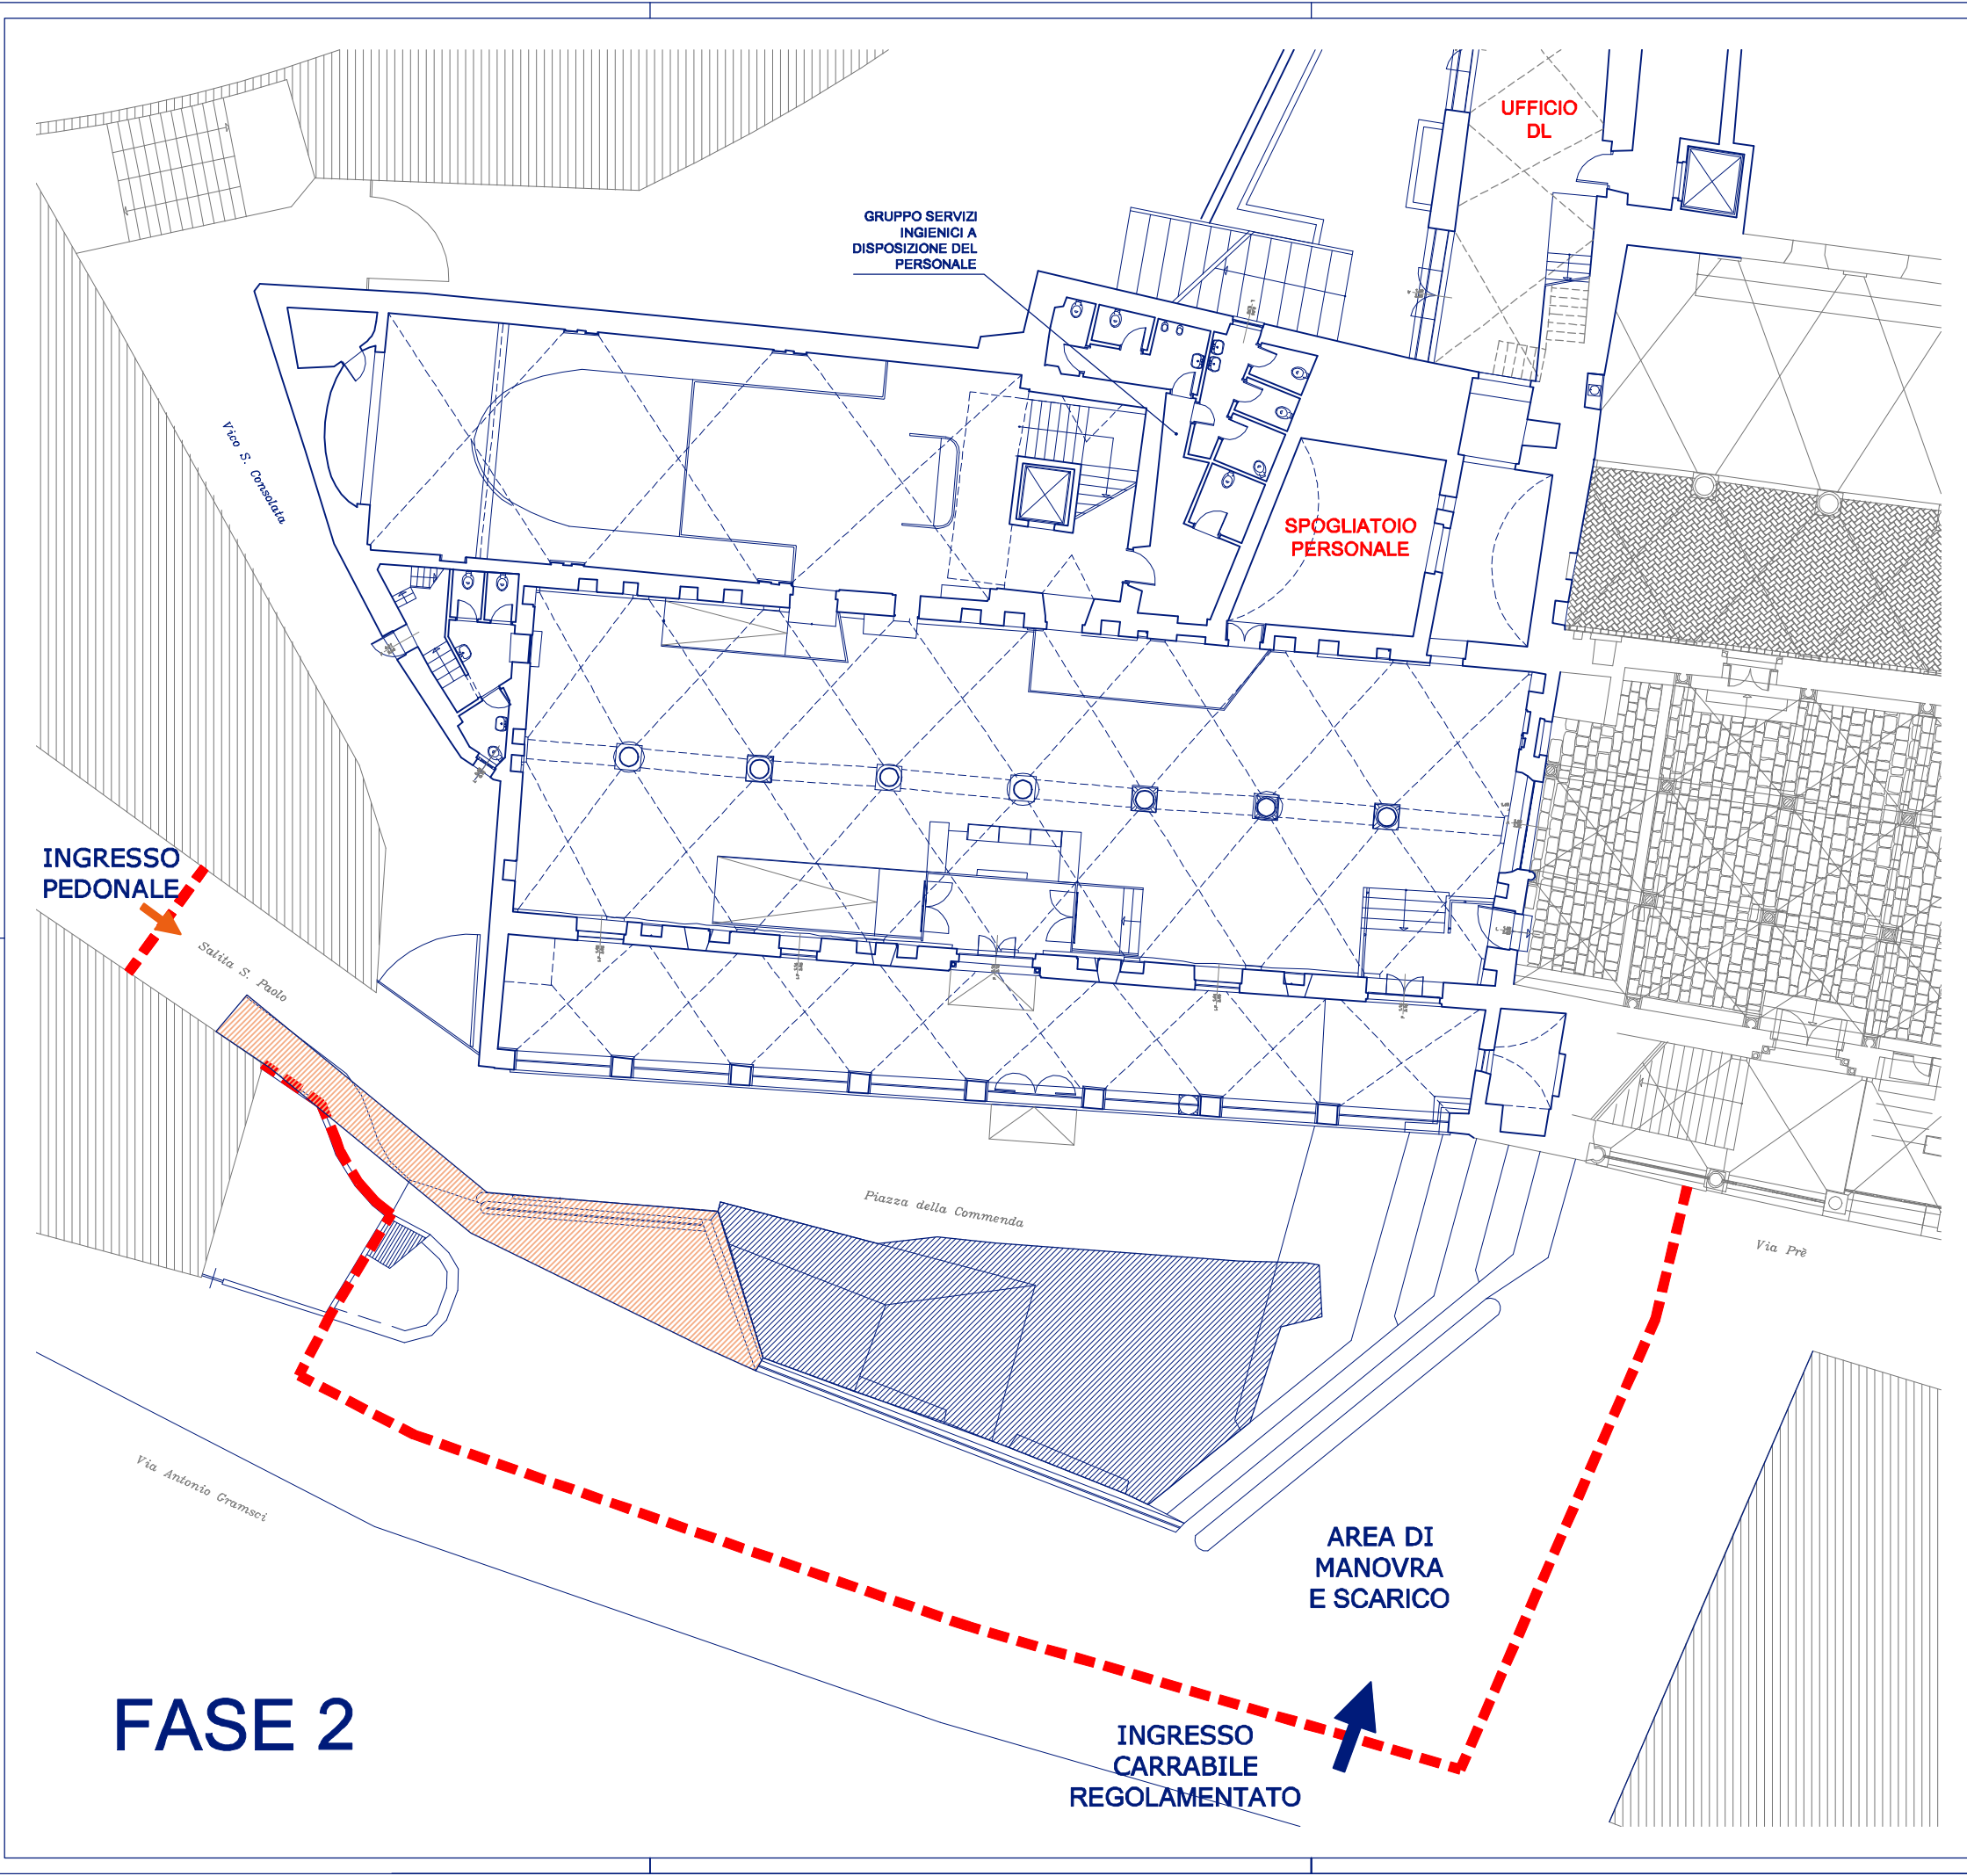 UFFICIO
DL
GRUPPO SERVIZI
INGIENICI A
DISPOSIZIONE DEL
PERSONALE
Vico S. Consolata
SPOGLIATOIO
PERSONALE
INGRESSO
PEDONALE
Salita S. Paolo
Piazza della Commenda
Via Prè
Via Antonio Gramsci
AREA DI
MANOVRA
E SCARICO
FASE 2
INGRESSO
CARRABILE
REGOLAMENTATO